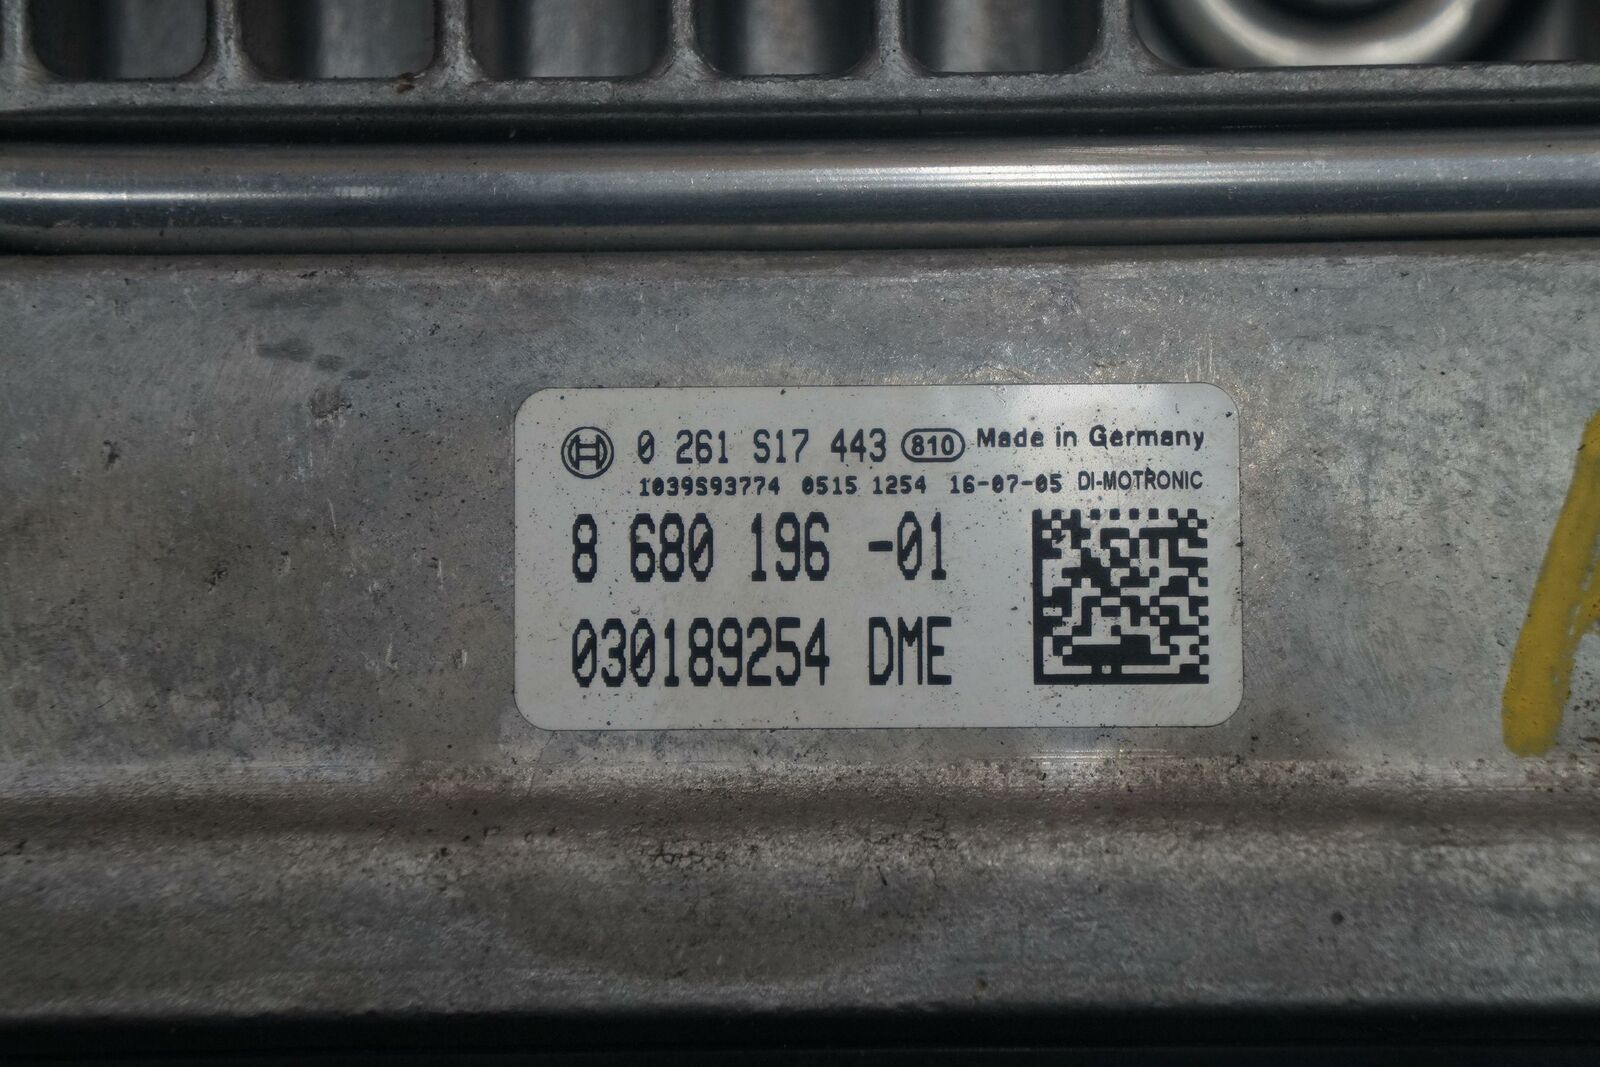 0 261 S17 443 810 Made in Germany
1039S93774 0515 1254 16-07-05 DI-MOTRONIC
8 680 196 -01
030189254 DME